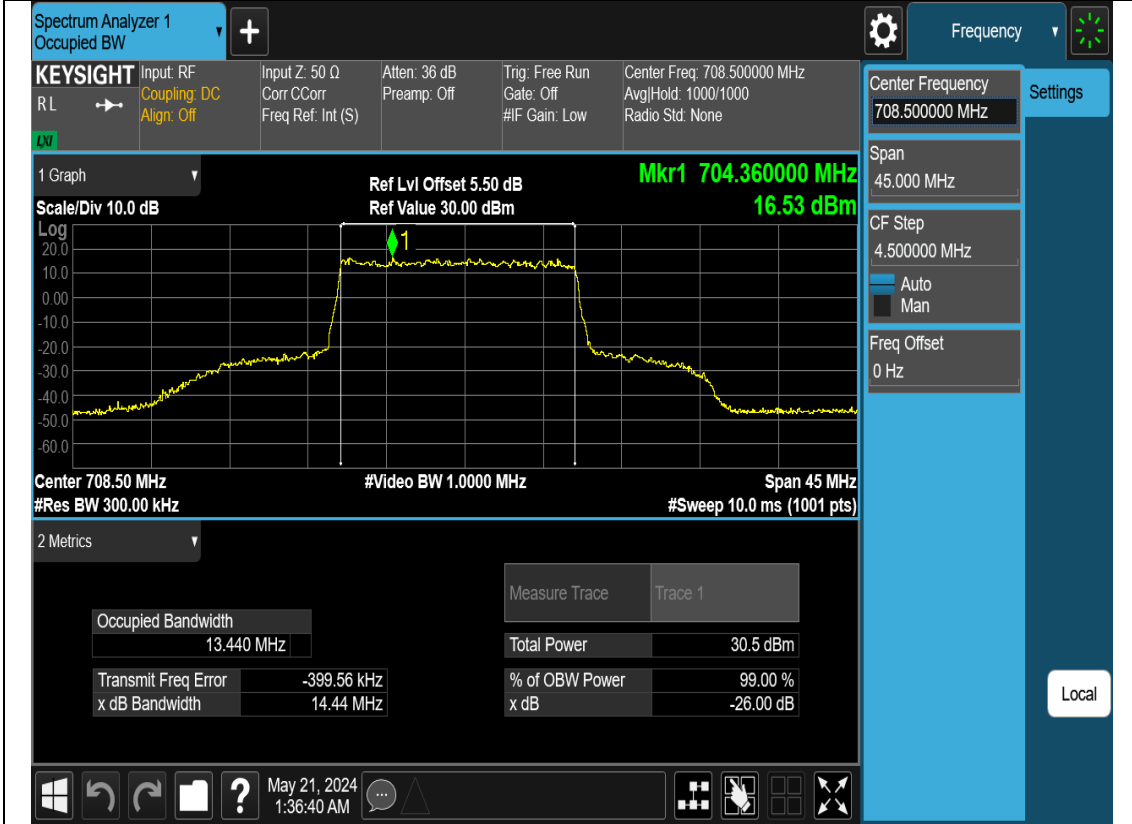 Spectrum Analyzer 1
Occupied BW
+
Frequency
KEYSIGHT
RL
LXI
Input: RF
Coupling: DC
Align: Off
Input Z: 50 Ω
Corr CCorr
Freq Ref: Int (S)
Atten: 36 dB
Preamp: Off
Trig: Free Run
Gate: Off
#IF Gain: Low
Center Freq: 708.500000 MHz
Avg|Hold: 1000/1000
Radio Std: None
Center Frequency
708.500000 MHz
Settings
Span
45.000 MHz
CF Step
4.500000 MHz
Auto
Man
Freq Offset
0 Hz
1 Graph
Scale/Div 10.0 dB
Ref Lvl Offset 5.50 dB
Ref Value 30.00 dBm
Mkr1 704.360000 MHz
16.53 dBm
Log
1
20.0
10.0
0.00
-10.0
-20.0
-30.0
-40.0
-50.0
-60.0
Center 708.50 MHz
#Res BW 300.00 kHz
#Video BW 1.0000 MHz
Span 45 MHz
#Sweep 10.0 ms (1001 pts)
2 Metrics
Measure Trace Trace 1
Occupied Bandwidth
13.440 MHz
Total Power 30.5 dBm
Transmit Freq Error -399.56 kHz
% of OBW Power 99.00 %
x dB Bandwidth 14.44 MHz
x dB -26.00 dB
Local
?
May 21, 2024
1:36:40 AM